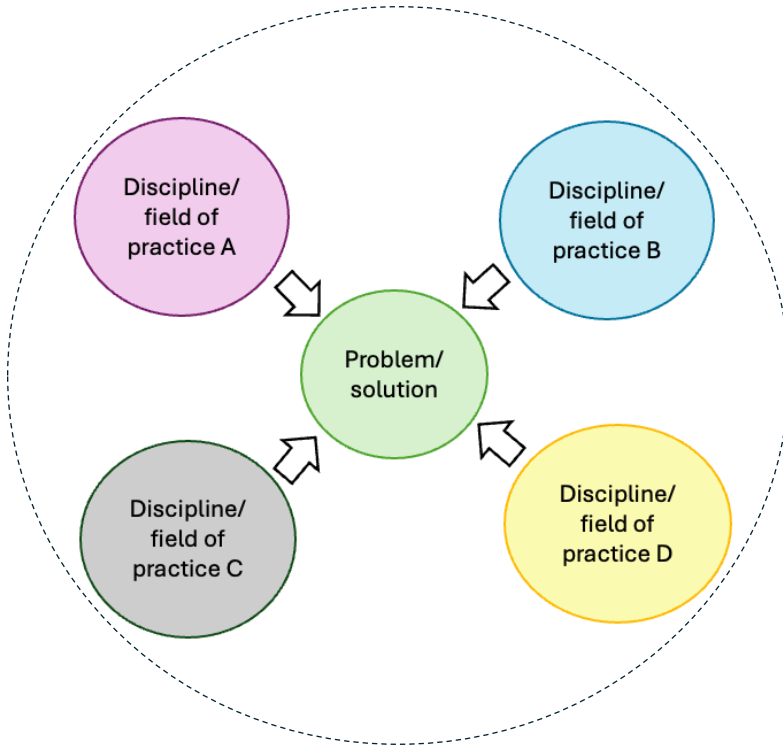 Discipline/
field of
practice A
Discipline/
field of
practice B
Problem/
solution
Discipline/
field of
practice C
Discipline/
field of
practice D